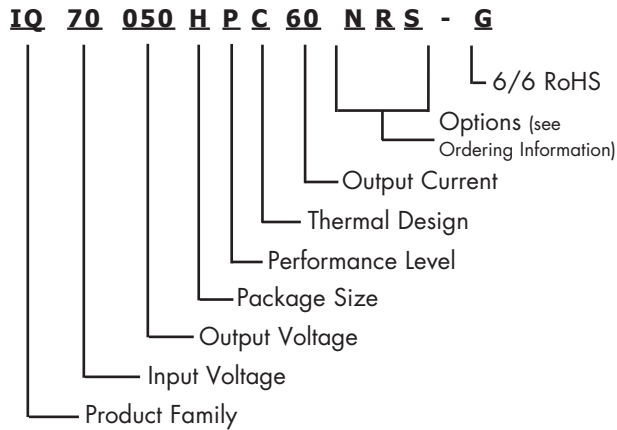 IQ 70 050 H P C 60 N R S - G
6/6 RoHS
Options (see
Ordering Information)
Output Current
Thermal Design
Performance Level
Package Size
Output Voltage
Input Voltage
Product Family